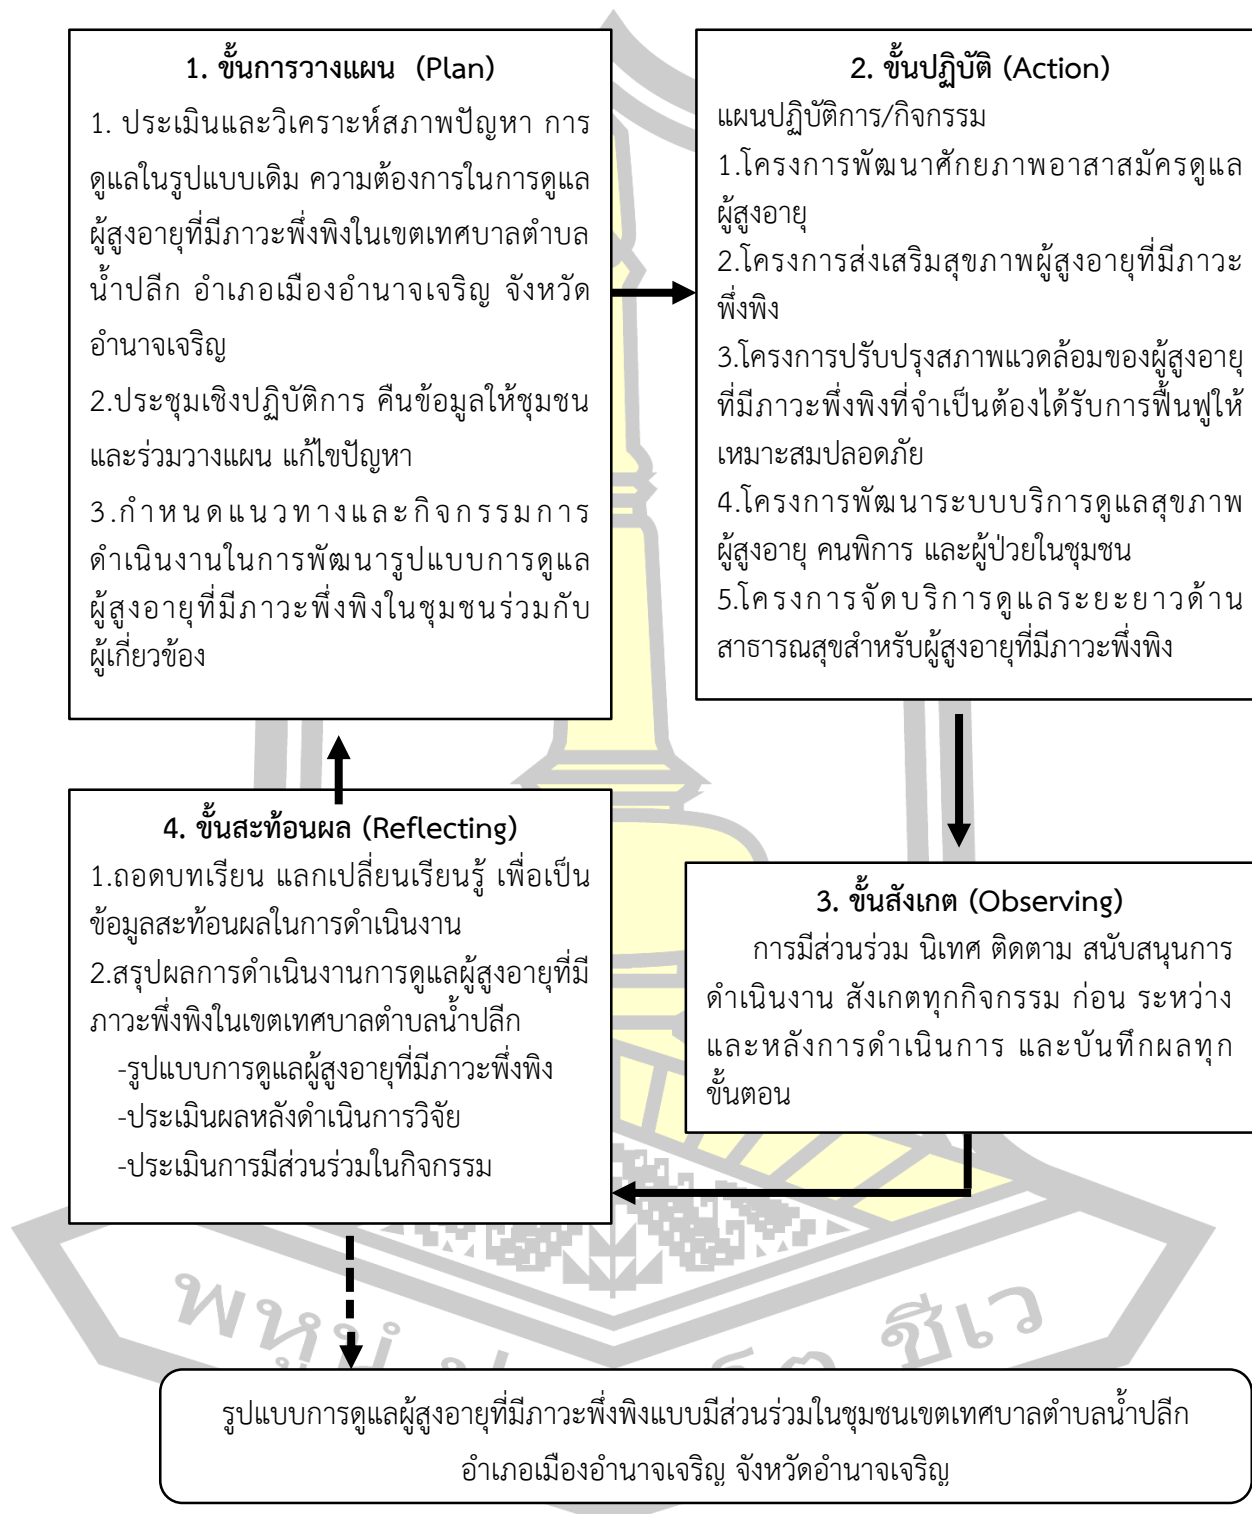 1. ขั้นการวางแผน (Plan)
1. ประเมินและวิเคราะห์สภาพปัญหา การ
ดูแลในรูปแบบเดิม ความต้องการในการดูแล
ผู้สูงอายุที่มีภาวะพึ่งพิงในเขตเทศบาลตำบล
น้ำปลีก อำเภอเมืองอำนาจเจริญ จังหวัด
อำนาจเจริญ
2.ประชุมเชิงปฏิบัติการ คืนข้อมูลให้ชุมชน
และร่วมวางแผน แก้ไขปัญหา
3.กำหนดแนวทางและกิจกรรมการ
ดำเนินงานในการพัฒนารูปแบบการดูแล
ผู้สูงอายุที่มีภาวะพึ่งพิงในชุมชนร่วมกับ
ผู้เกี่ยวข้อง
2. ขั้นปฏิบัติ (Action)
แผนปฏิบัติการ/กิจกรรม
1.โครงการพัฒนาศักยภาพอาสาสมัครดูแล
ผู้สูงอายุ
2.โครงการส่งเสริมสุขภาพผู้สูงอายุที่มีภาวะ
พึ่งพิง
3.โครงการปรับปรุงสภาพแวดล้อมของผู้สูงอายุ
ที่มีภาวะพึ่งพิงที่จำเป็นต้องได้รับการฟื้นฟูให้
เหมาะสมปลอดภัย
4.โครงการพัฒนาระบบบริการดูแลสุขภาพ
ผู้สูงอายุ คนพิการ และผู้ป่วยในชุมชน
5.โครงการจัดบริการดูแลระยะยาวด้าน
สาธารณสุขสำหรับผู้สูงอายุที่มีภาวะพึ่งพิง
3. ขั้นสังเกต (Observing)
การมีส่วนร่วม นิเทศ ติดตาม สนับสนุนการ
ดำเนินงาน สังเกตทุกกิจกรรม ก่อน ระหว่าง
และหลังการดำเนินการ และบันทึกผลทุก
ขั้นตอน
4. ขั้นสะท้อนผล (Reflecting)
1.ถอดบทเรียน แลกเปลี่ยนเรียนรู้ เพื่อเป็น
ข้อมูลสะท้อนผลในการดำเนินงาน
2.สรุปผลการดำเนินงานการดูแลผู้สูงอายุที่มี
ภาวะพึ่งพิงในเขตเทศบาลตำบลน้ำปลีก
-รูปแบบการดูแลผู้สูงอายุที่มีภาวะพึ่งพิง
-ประเมินผลหลังดำเนินการวิจัย
-ประเมินการมีส่วนร่วมในกิจกรรม
รูปแบบการดูแลผู้สูงอายุที่มีภาวะพึ่งพิงแบบมีส่วนร่วมในชุมชนเขตเทศบาลตำบลน้ำปลีก
อำเภอเมืองอำนาจเจริญ จังหวัดอำนาจเจริญ
ชีเว